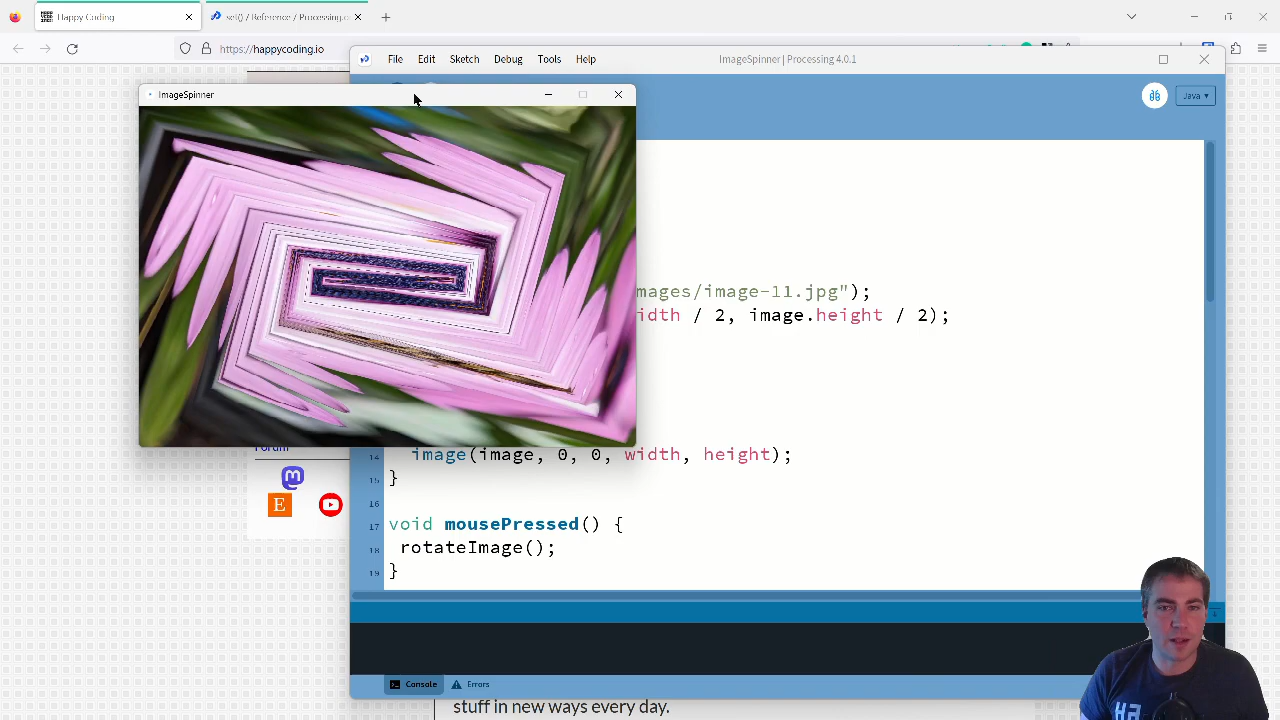 Happy Coding
set() / Reference / Processing.o
https://happycoding.io
File Edit Sketch Debug Tools Help
ImageSpinner | Processing 4.0.1
ImageSpinner
Java
mages/image-11.jpg");
width / 2, image.height / 2);
14 image(image, 0, 0, width, height);
15 }
16
17 void mousePressed() {
18 rotateImage();
19 }
Forum
E
Console Errors
stuff in new ways every day.